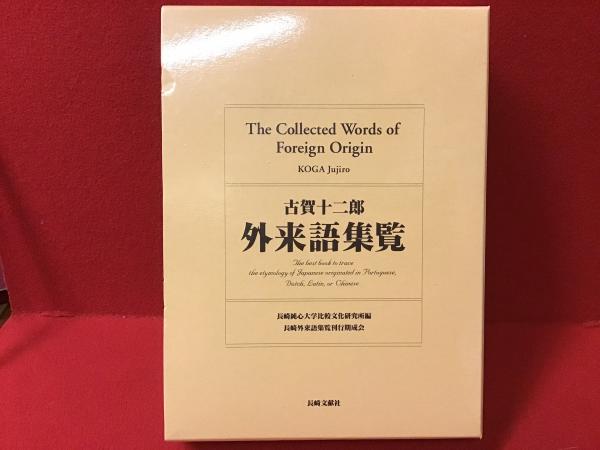 The Collected Words of
Foreign Origin
KOGA Jujiro
古賀十二郎
外来語集覧
The best book to trace
the etymology of Japanese originated in Portuguese,
Dutch, Latin, or Chinese
長崎純心大学比較文化研究所編
長崎外来語集覧刊行期成会
長崎文献社